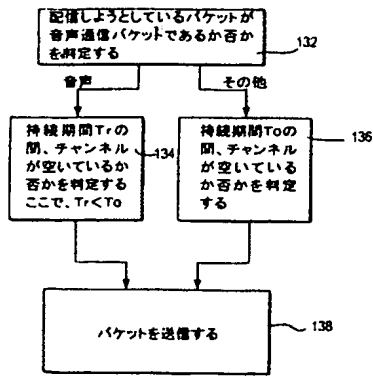 配信しようとしているパケットが
音声通信パケットであるか否か
を判定する
132
音声
その他
持続期間Trの
間、チャンネル
が空いているか
否かを判定する
ここで、Tr<To
134
持続期間Toの
間、チャンネル
が空いている
か否かを判定
する
136
パケットを送信する
138